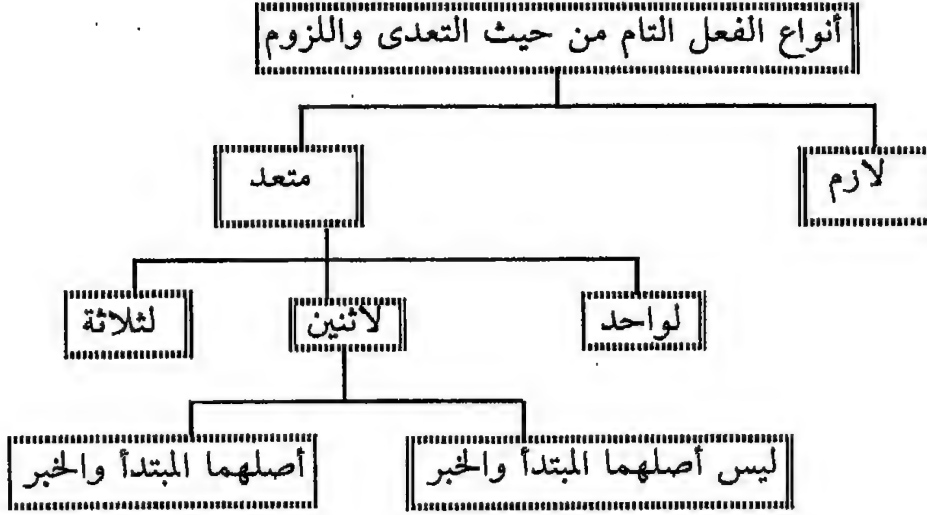 أنواع الفعل التام من حيث التعدى واللزوم
لازم
متعد
لواحد
لاثنين
لثلاثة
ليس أصلهما المبتدأ والخبر
أصلهما المبتدأ والخبر